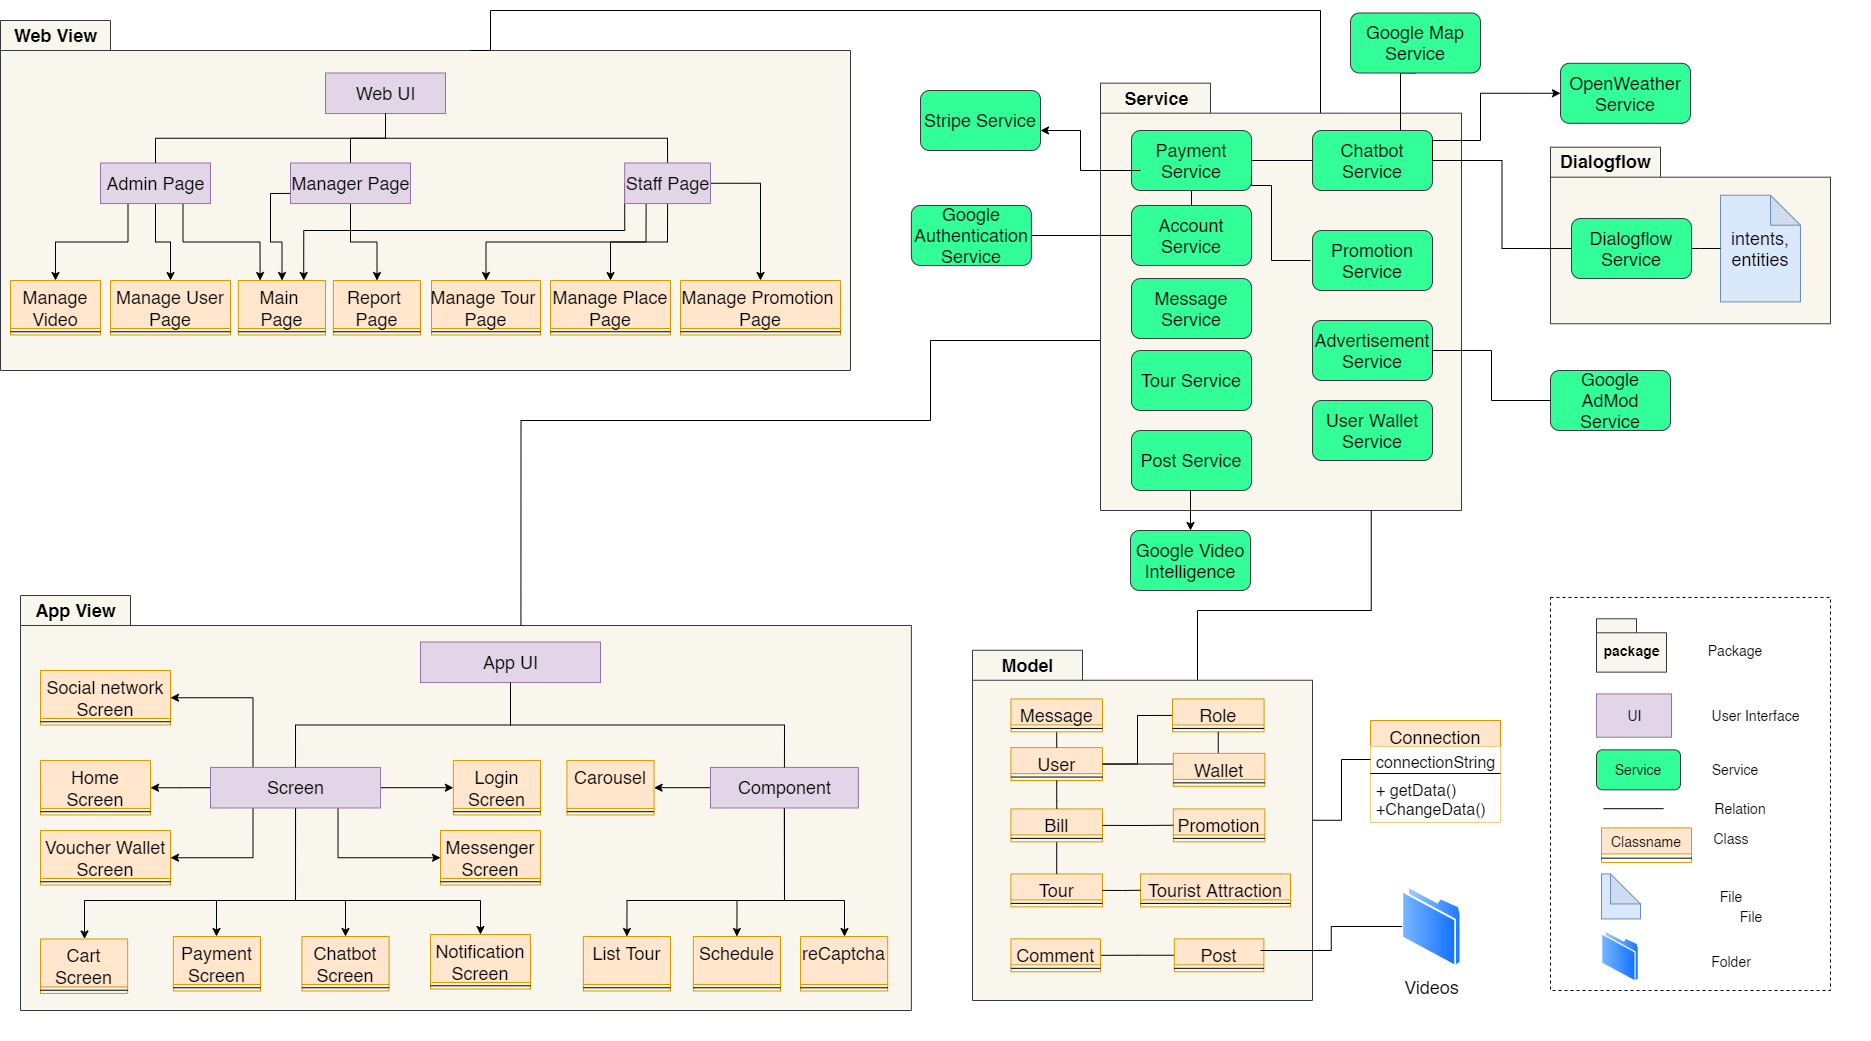 Web View
Web UI
Admin Page
Manager Page
Staff Page
Manage
Video
Manage User
Page
Main
Page
Report
Page
Manage Tour
Page
Manage Place
Page
Manage Promotion
Page
Service
Google Map
Service
OpenWeather
Service
Stripe Service
Payment
Service
Chatbot
Service
Google
Authentication
Service
Account
Service
Promotion
Service
Message
Service
Advertisement
Service
Tour Service
User Wallet
Service
Post Service
Google Video
Intelligence
Dialogflow
Dialogflow
Service
intents,
entities
Google
AdMod
Service
App View
App UI
Social network
Screen
Home
Screen
Screen
Login
Screen
Carousel
Component
Voucher Wallet
Screen
Messenger
Screen
Cart
Screen
Payment
Screen
Chatbot
Screen
Notification
Screen
List Tour
Schedule
reCaptcha
Model
Message
Role
User
Wallet
Bill
Promotion
Tour
Tourist Attraction
Comment
Post
Connection
connectionString
+ getData()
+ChangeData()
Videos
package
Package
UI
User Interface
Service
Service
Relation
Classname
Class
File
File
Folder